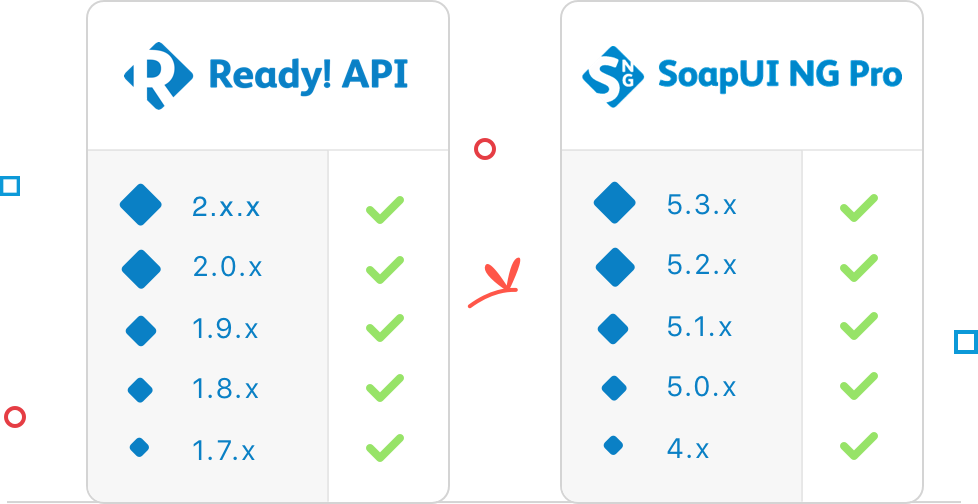 R Ready! API
2.x.x
2.0.x
1.9.x
1.8.x
1.7.x
S NG SoapUI NG Pro
5.3.x
5.2.x
5.1.x
5.0.x
4.x